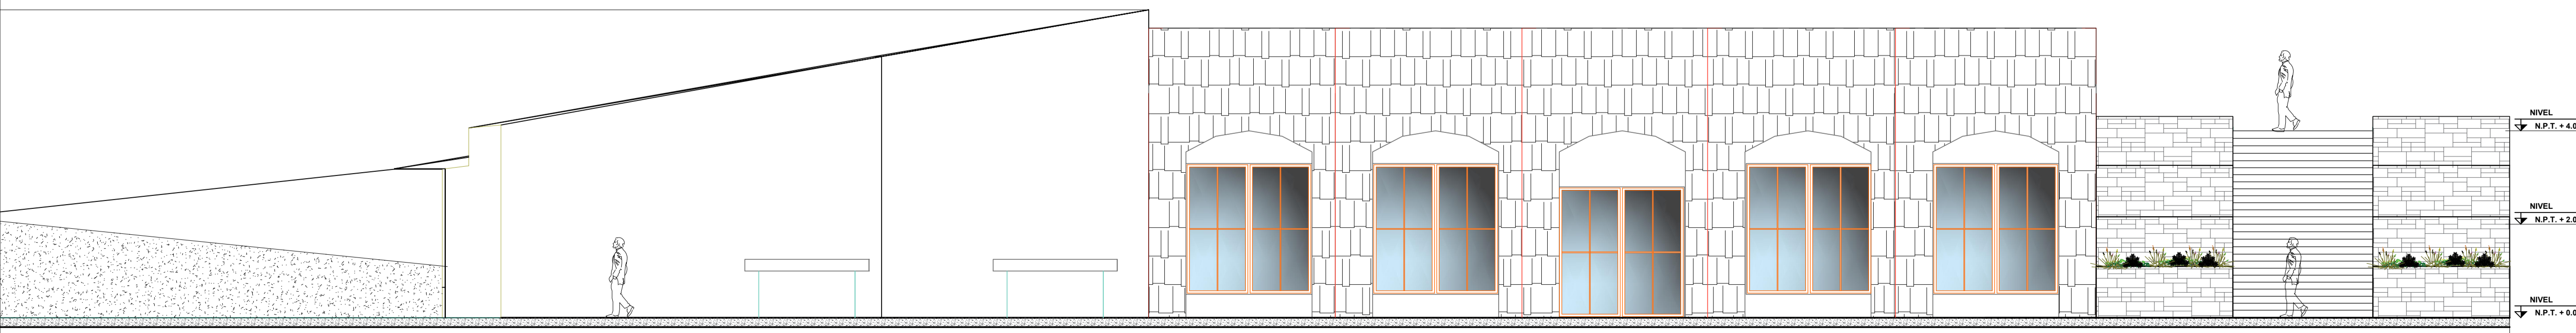 NIVEL
N.P.T. + 4.0
NIVEL
N.P.T. + 2.0
NIVEL
N.P.T. + 0.0